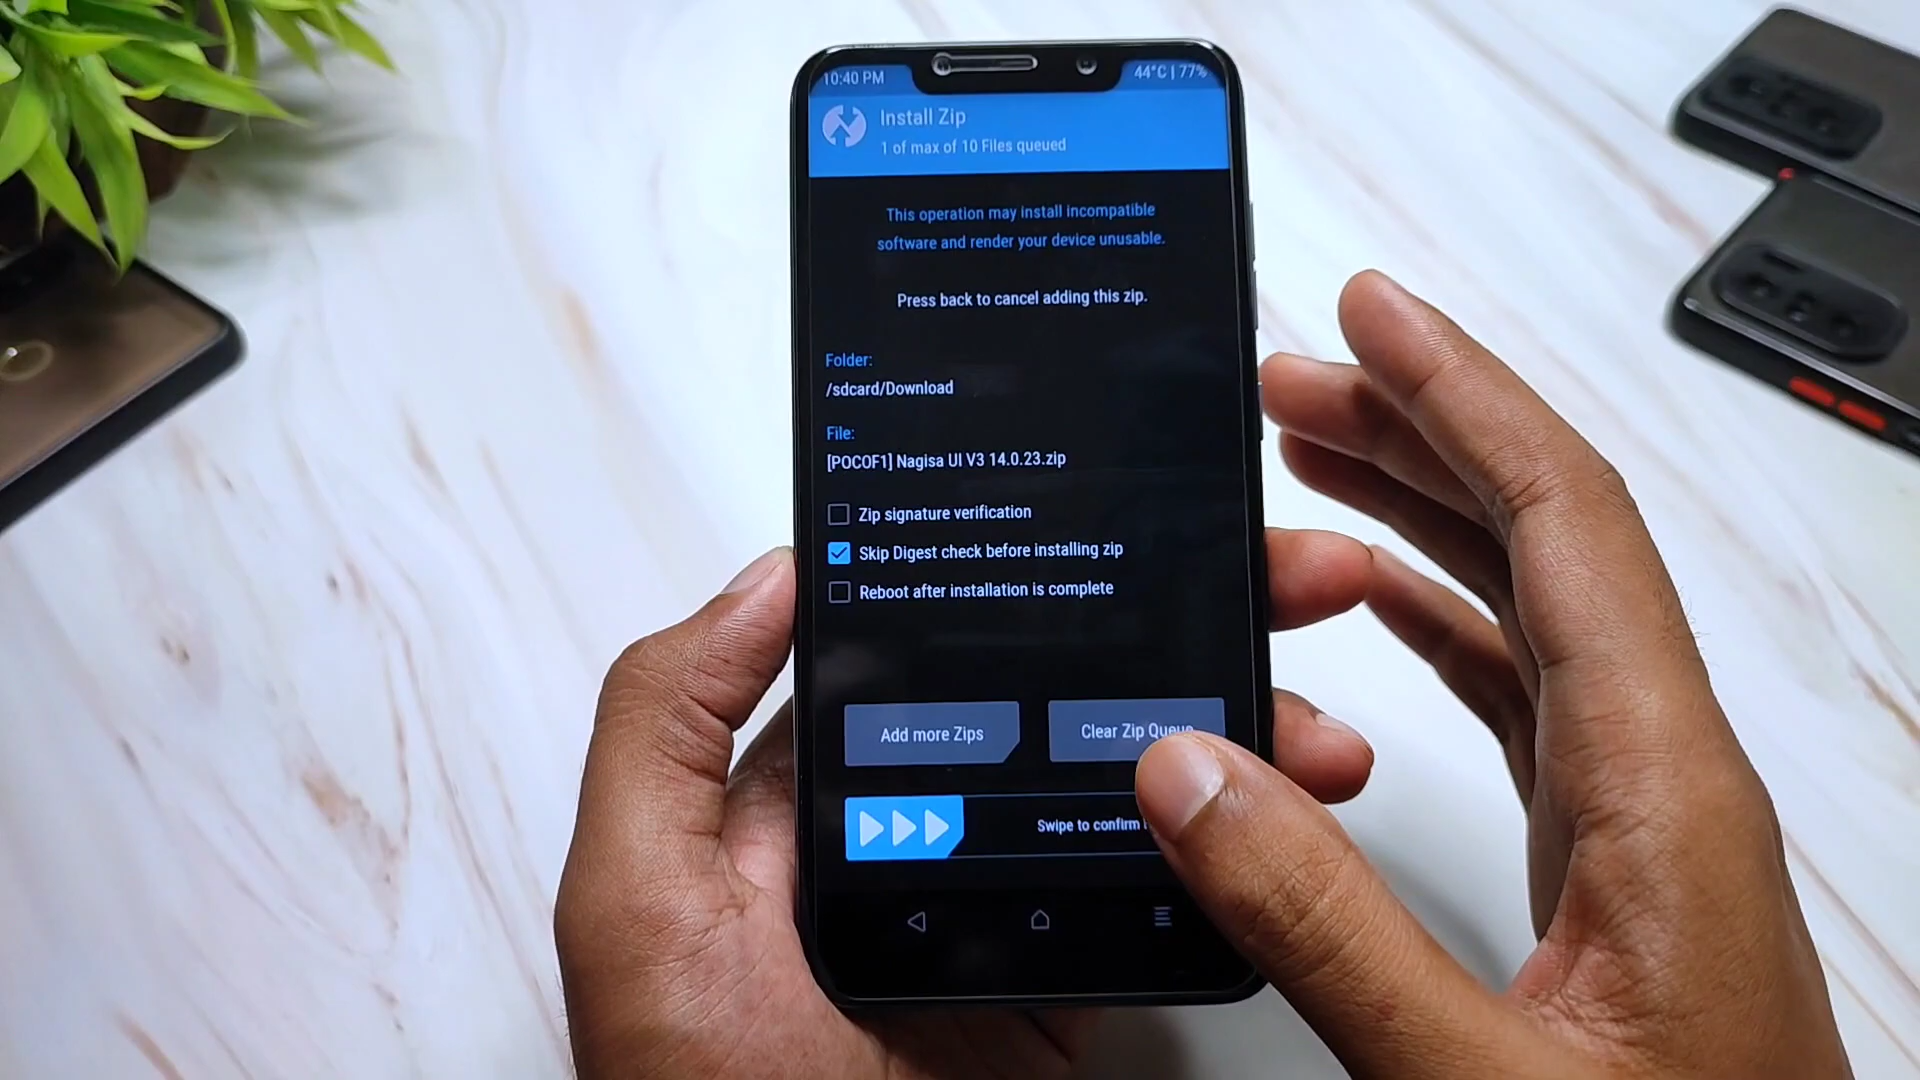 10:40 PM
44°C | 77%
Install Zip
1 of max of 10 Files queued
This operation may install incompatible
software and render your device unusable.
Press back to cancel adding this zip.
Folder:
/sdcard/Download
File:
[POCOF1] Nagisa UI V3 14.0.23.zip
Zip signature verification
Skip Digest check before installing zip
Reboot after installation is complete
Add more Zips
Clear Zip Queue
Swipe to confirm